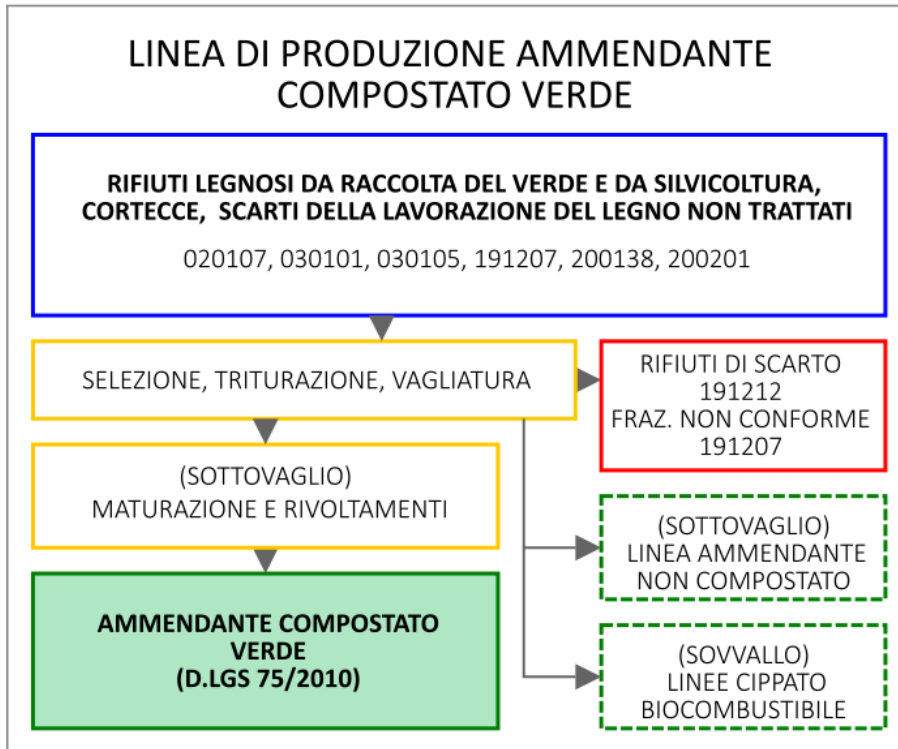 LINEA DI PRODUZIONE AMMENDANTE
COMPOSTATO VERDE
RIFIUTI LEGNOSI DA RACCOLTA DEL VERDE E DA SILVICOLTURA,
CORTECCE, SCARTI DELLA LAVORAZIONE DEL LEGNO NON TRATTATI
020107, 030101, 030105, 191207, 200138, 200201
SELEZIONE, TRITURAZIONE, VAGLIATURA
RIFIUTI DI SCARTO
191212
FRAZ. NON CONFORME
191207
(SOTTOVAGLIO)
MATURAZIONE E RIVOLTAMENTI
(SOTTOVAGLIO)
LINEA AMMENDANTE
NON COMPOSTATO
AMMENDANTE COMPOSTATO
VERDE
(D.LGS 75/2010)
(SOVVALLO)
LINEE CIPPATO
BIOCOMBUSTIBILE